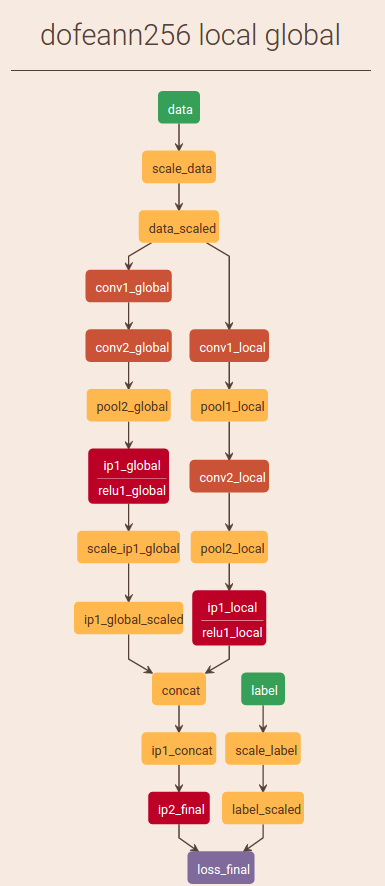 dofeann256 local global
data
scale_data
data_scaled
conv1_global
conv2_global
conv1_local
pool2_global
pool1_local
ip1_global
relu1_global
conv2_local
scale_ip1_global
pool2_local
ip1_global_scaled
ip1_local
relu1_local
concat
label
ip1_concat
scale_label
ip2_final
label_scaled
loss_final